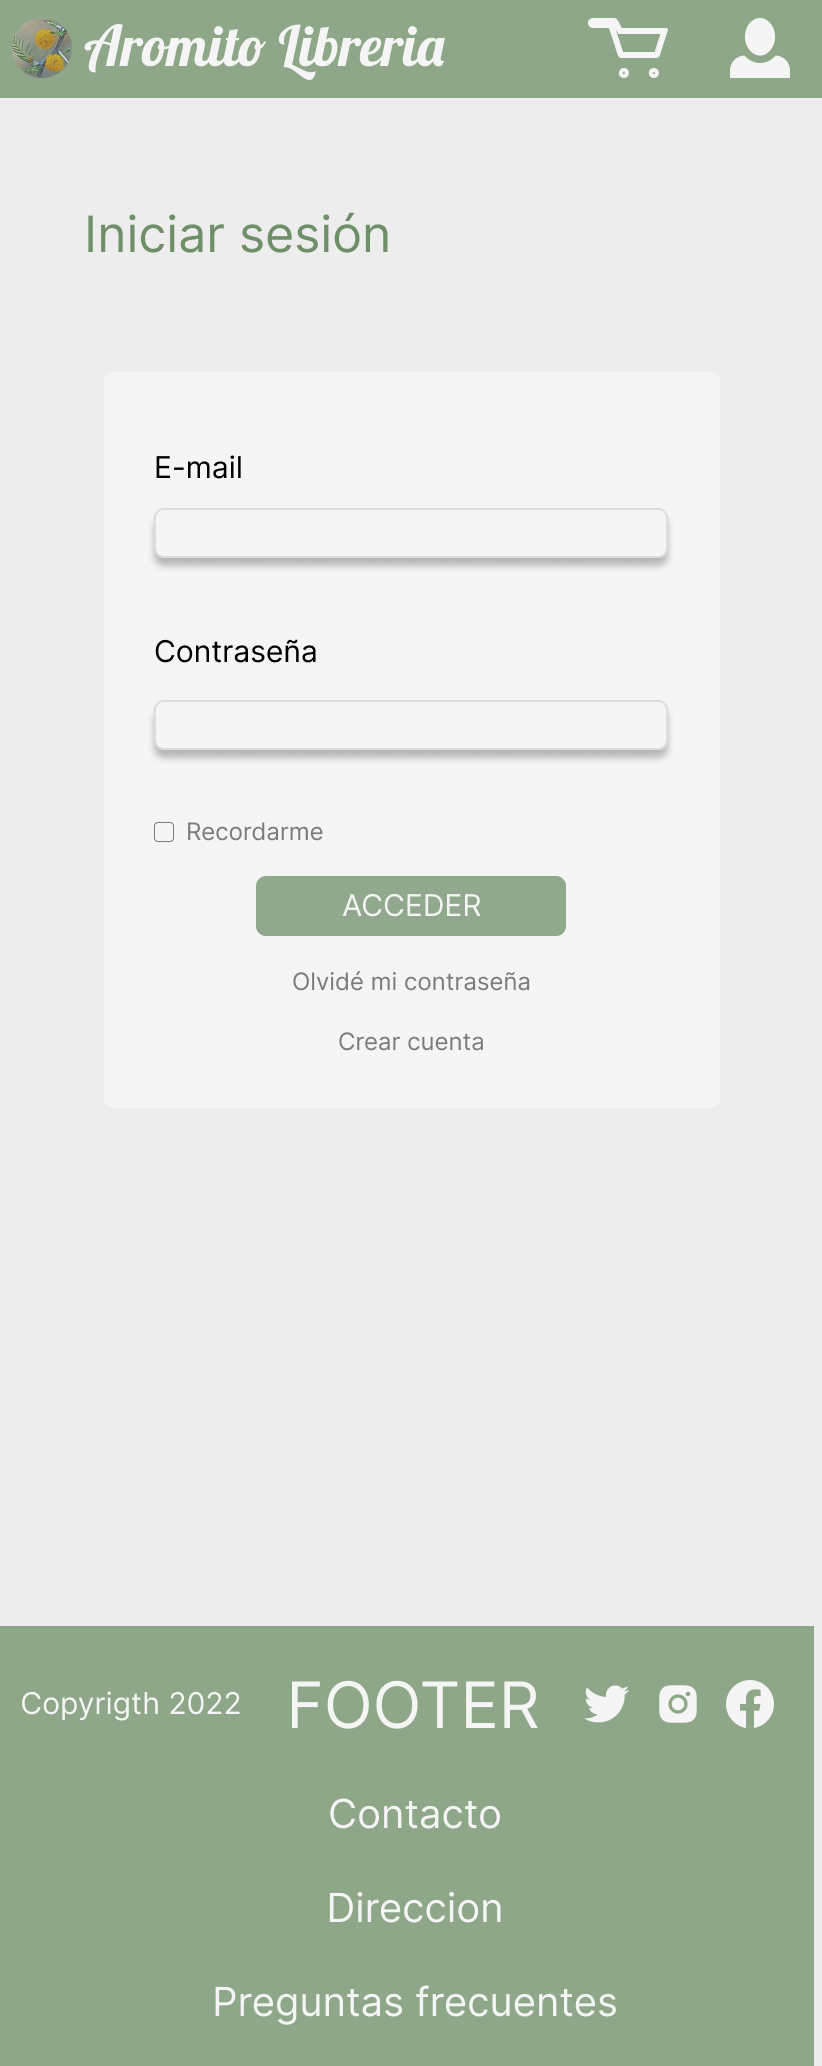 Aromito Libreria
Iniciar sesión
E-mail
Contraseña
Recordarme
ACCEDER
Olvidé mi contraseña
Crear cuenta
Copyrigth 2022
FOOTER
Contacto
Direccion
Preguntas frecuentes